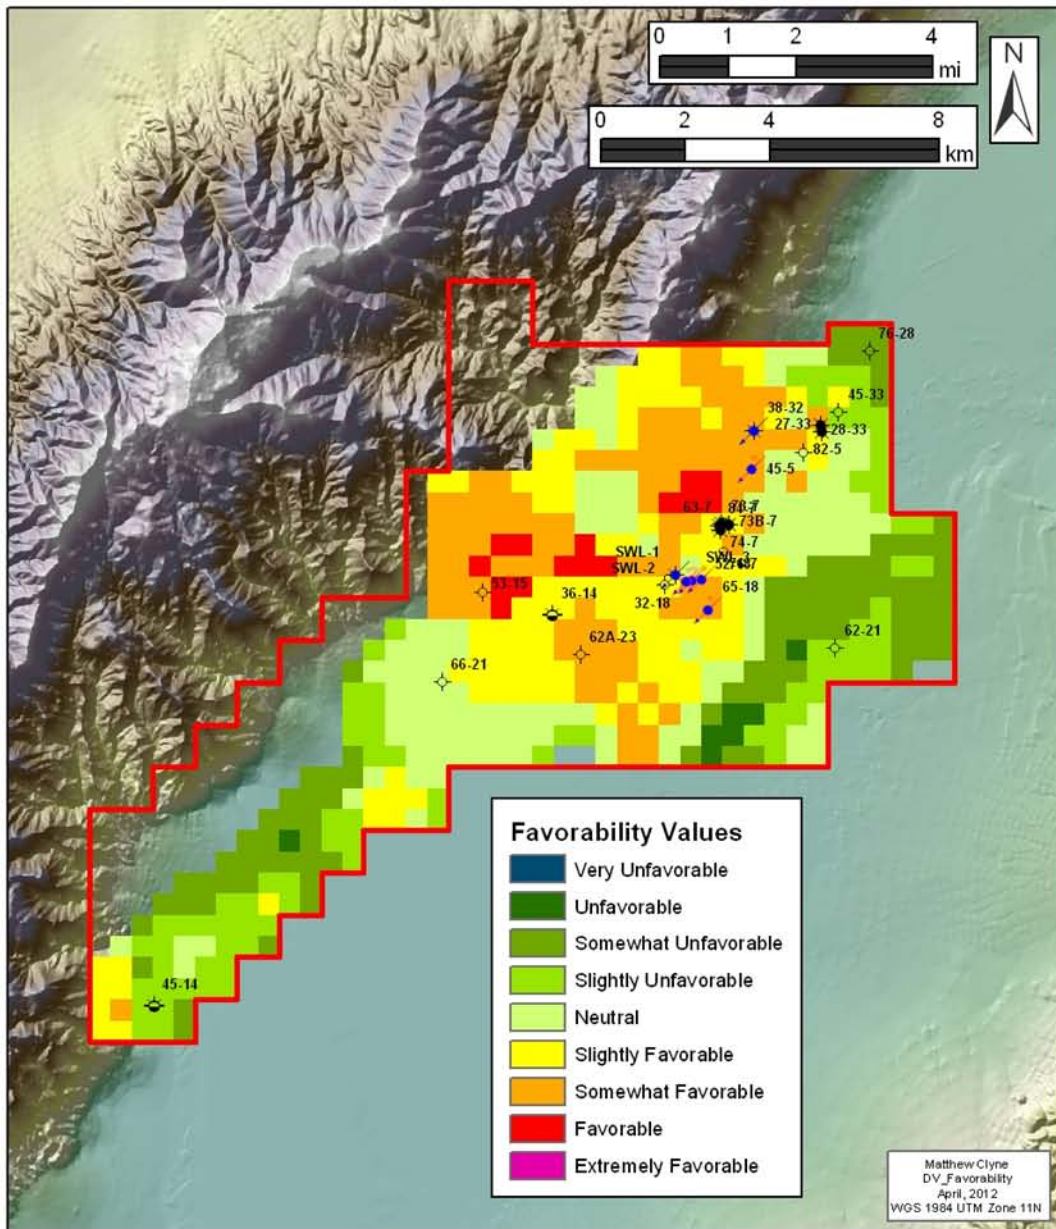 0 1 2 4
mi
N
0 2 4 8
km
76-28
45-33
38-32
27-33
28-33
82-5
45-5
63-7
73B-7
74-7
SWL-1
SWL-3
SWL-2
53-15
65-18
36-14
32-18
62A-23
62-21
66-21
45-14
Favorability Values
Very Unfavorable
Unfavorable
Somewhat Unfavorable
Slightly Unfavorable
Neutral
Slightly Favorable
Somewhat Favorable
Favorable
Extremely Favorable
Matthew Clyne
DV_Favorability
April, 2012
WGS 1984 UTM Zone 11N